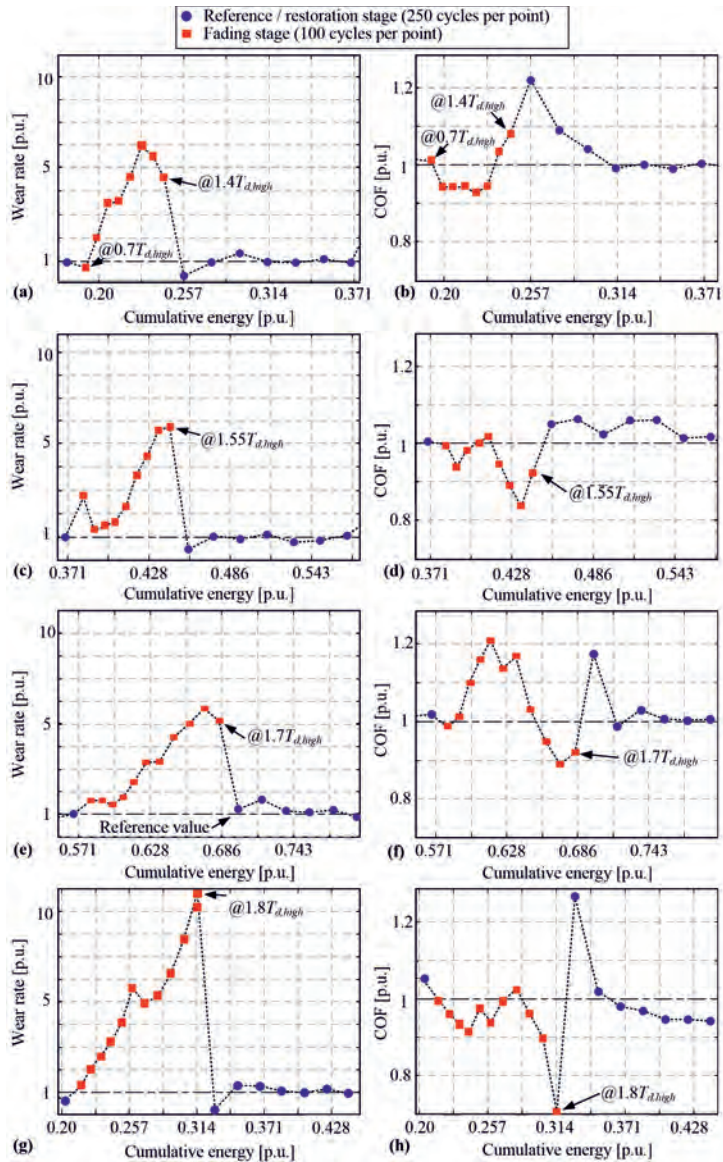 Reference / restoration stage (250 cycles per point)
Fading stage (100 cycles per point)
10
5
1
Wear rate [p.u.]
@0.7Td,high
@1.4Td,high
0.20 0.257 0.314 0.371
(a) Cumulative energy [p.u.]
1.2
1
0.8
COF [p.u.]
@0.7Td,high
@1.4Td,high
0.20 0.257 0.314 0.371
(b) Cumulative energy [p.u.]
10
5
1
Wear rate [p.u.]
@1.55Td,high
0.371 0.428 0.486 0.543
(c) Cumulative energy [p.u.]
1.2
1
0.8
COF [p.u.]
@1.55Td,high
0.371 0.428 0.486 0.543
(d) Cumulative energy [p.u.]
10
5
1
Wear rate [p.u.]
@1.7Td,high
Reference value
0.571 0.628 0.686 0.743
(e) Cumulative energy [p.u.]
1.2
1
0.8
COF [p.u.]
@1.7Td,high
0.571 0.628 0.686 0.743
(f) Cumulative energy [p.u.]
10
5
1
Wear rate [p.u.]
@1.8Td,high
0.20 0.257 0.314 0.371 0.428
(g) Cumulative energy [p.u.]
1.2
1
0.8
COF [p.u.]
@1.8Td,high
0.20 0.257 0.314 0.371 0.428
(h) Cumulative energy [p.u.]